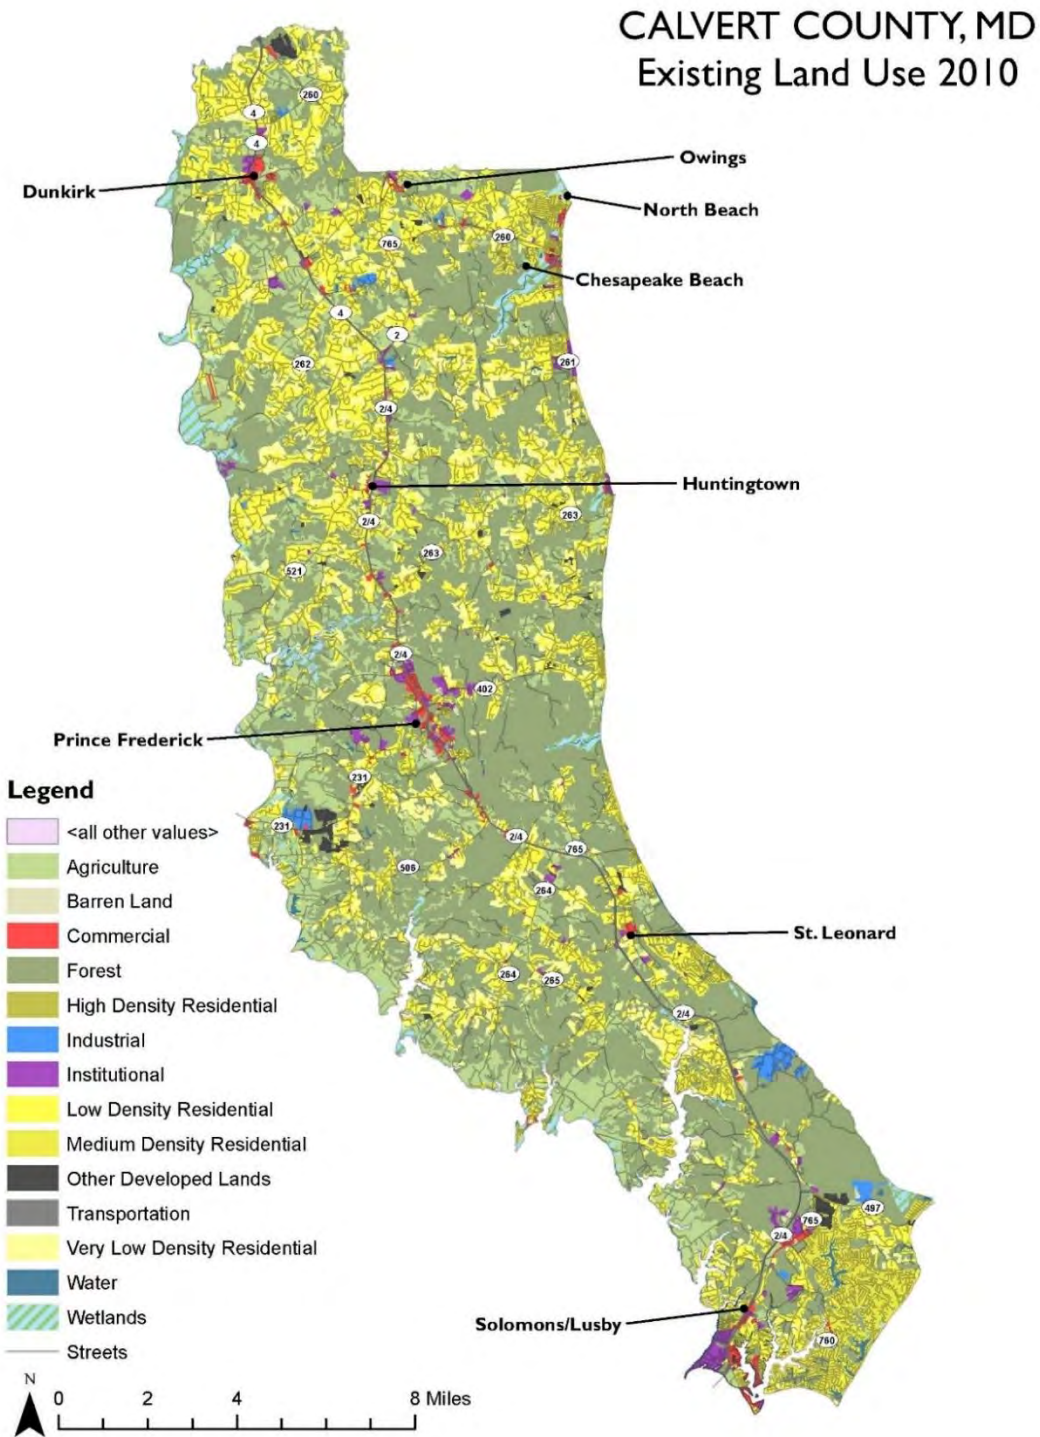 CALVERT COUNTY, MD
Existing Land Use 2010
260
4
4
Owings
Dunkirk
North Beach
765
260
Chesapeake Beach
4
2
262
261
2/4
Huntingtown
2/4
263
263
521
2/4
402
Prince Frederick
231
Legend
<all other values>
231
2/4
765
Agriculture
506
264
Barren Land
Commercial
St. Leonard
Forest
264
265
High Density Residential
2/4
Industrial
Institutional
Low Density Residential
Medium Density Residential
Other Developed Lands
497
Transportation
765
2/4
Very Low Density Residential
Water
Wetlands
Solomons/Lusby
760
Streets
N
0 2 4 8 Miles